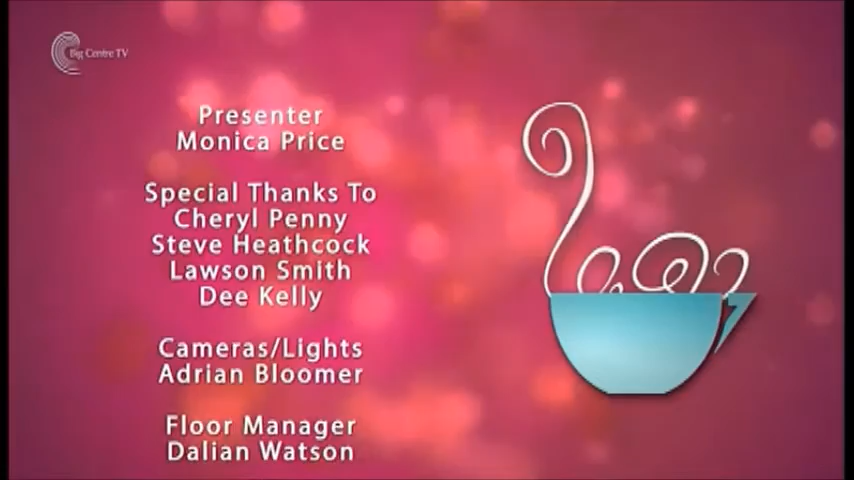 Big Centre TV
Presenter
Monica Price
Special Thanks To
Cheryl Penny
Steve Heathcock
Lawson Smith
Dee Kelly
Cameras/Lights
Adrian Bloomer
Floor Manager
Dalian Watson